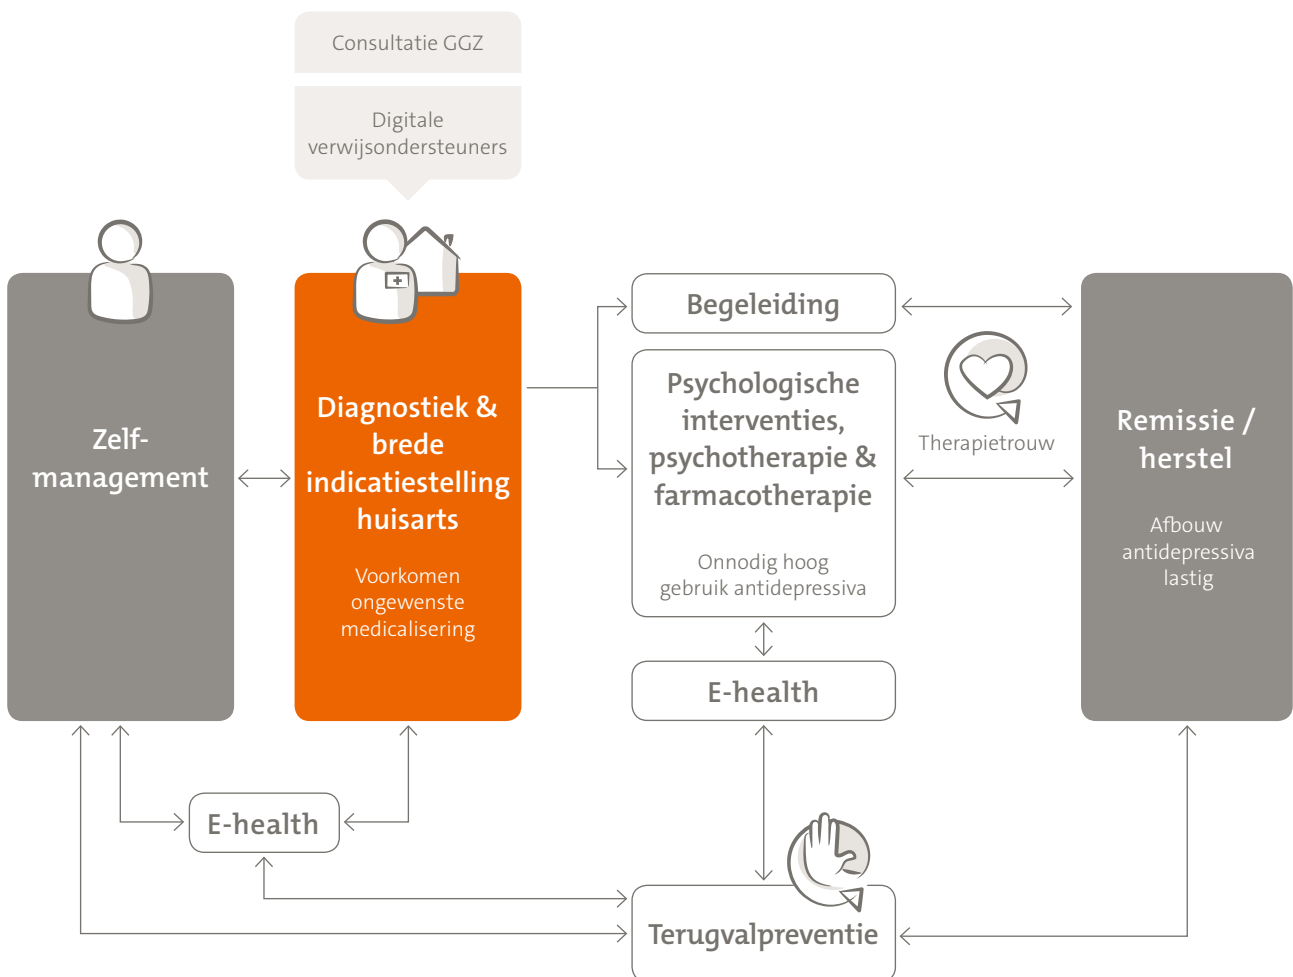 Consultatie GGZ
Digitale
verwijsondersteuners
Zelf-
management
Diagnostiek &
brede
indicatiestelling
huisarts
Voorkomen
ongewenste
medicalisering
Begeleiding
Psychologische
interventies,
psychotherapie &
farmacotherapie
Onnodig hoog
gebruik antidepressiva
Therapietrouw
Remissie /
herstel
Afbouw
antidepressiva
lastig
E-health
E-health
Terugvalpreventie